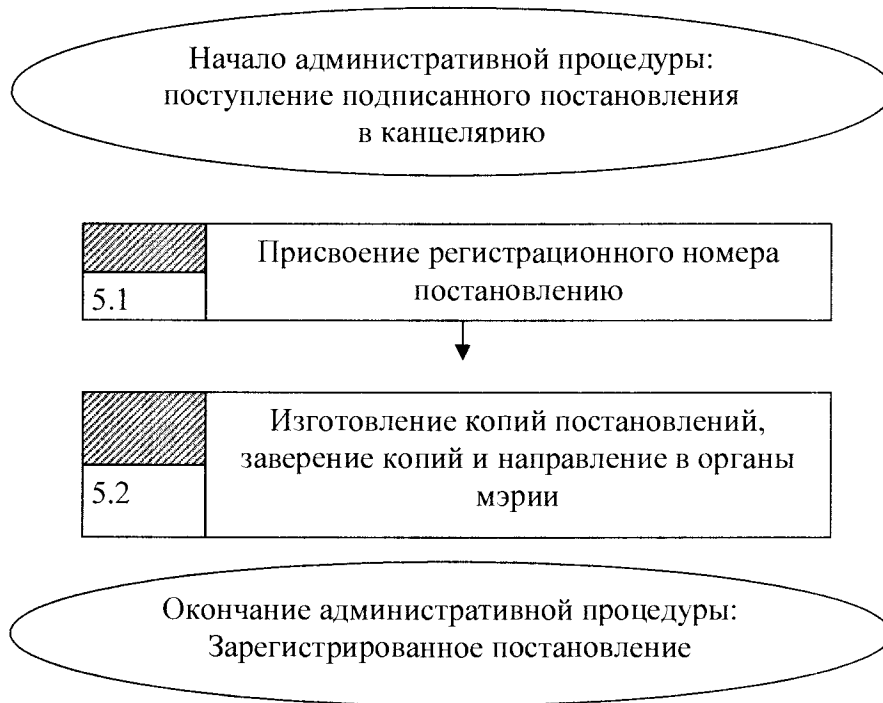 Начало административной процедуры:
поступление подписанного постановления
в канцелярию
Присвоение регистрационного номера
постановлению
5.1
Изготовление копий постановлений,
заверение копий и направление в органы
мэрии
5.2
Окончание административной процедуры:
Зарегистрированное постановление